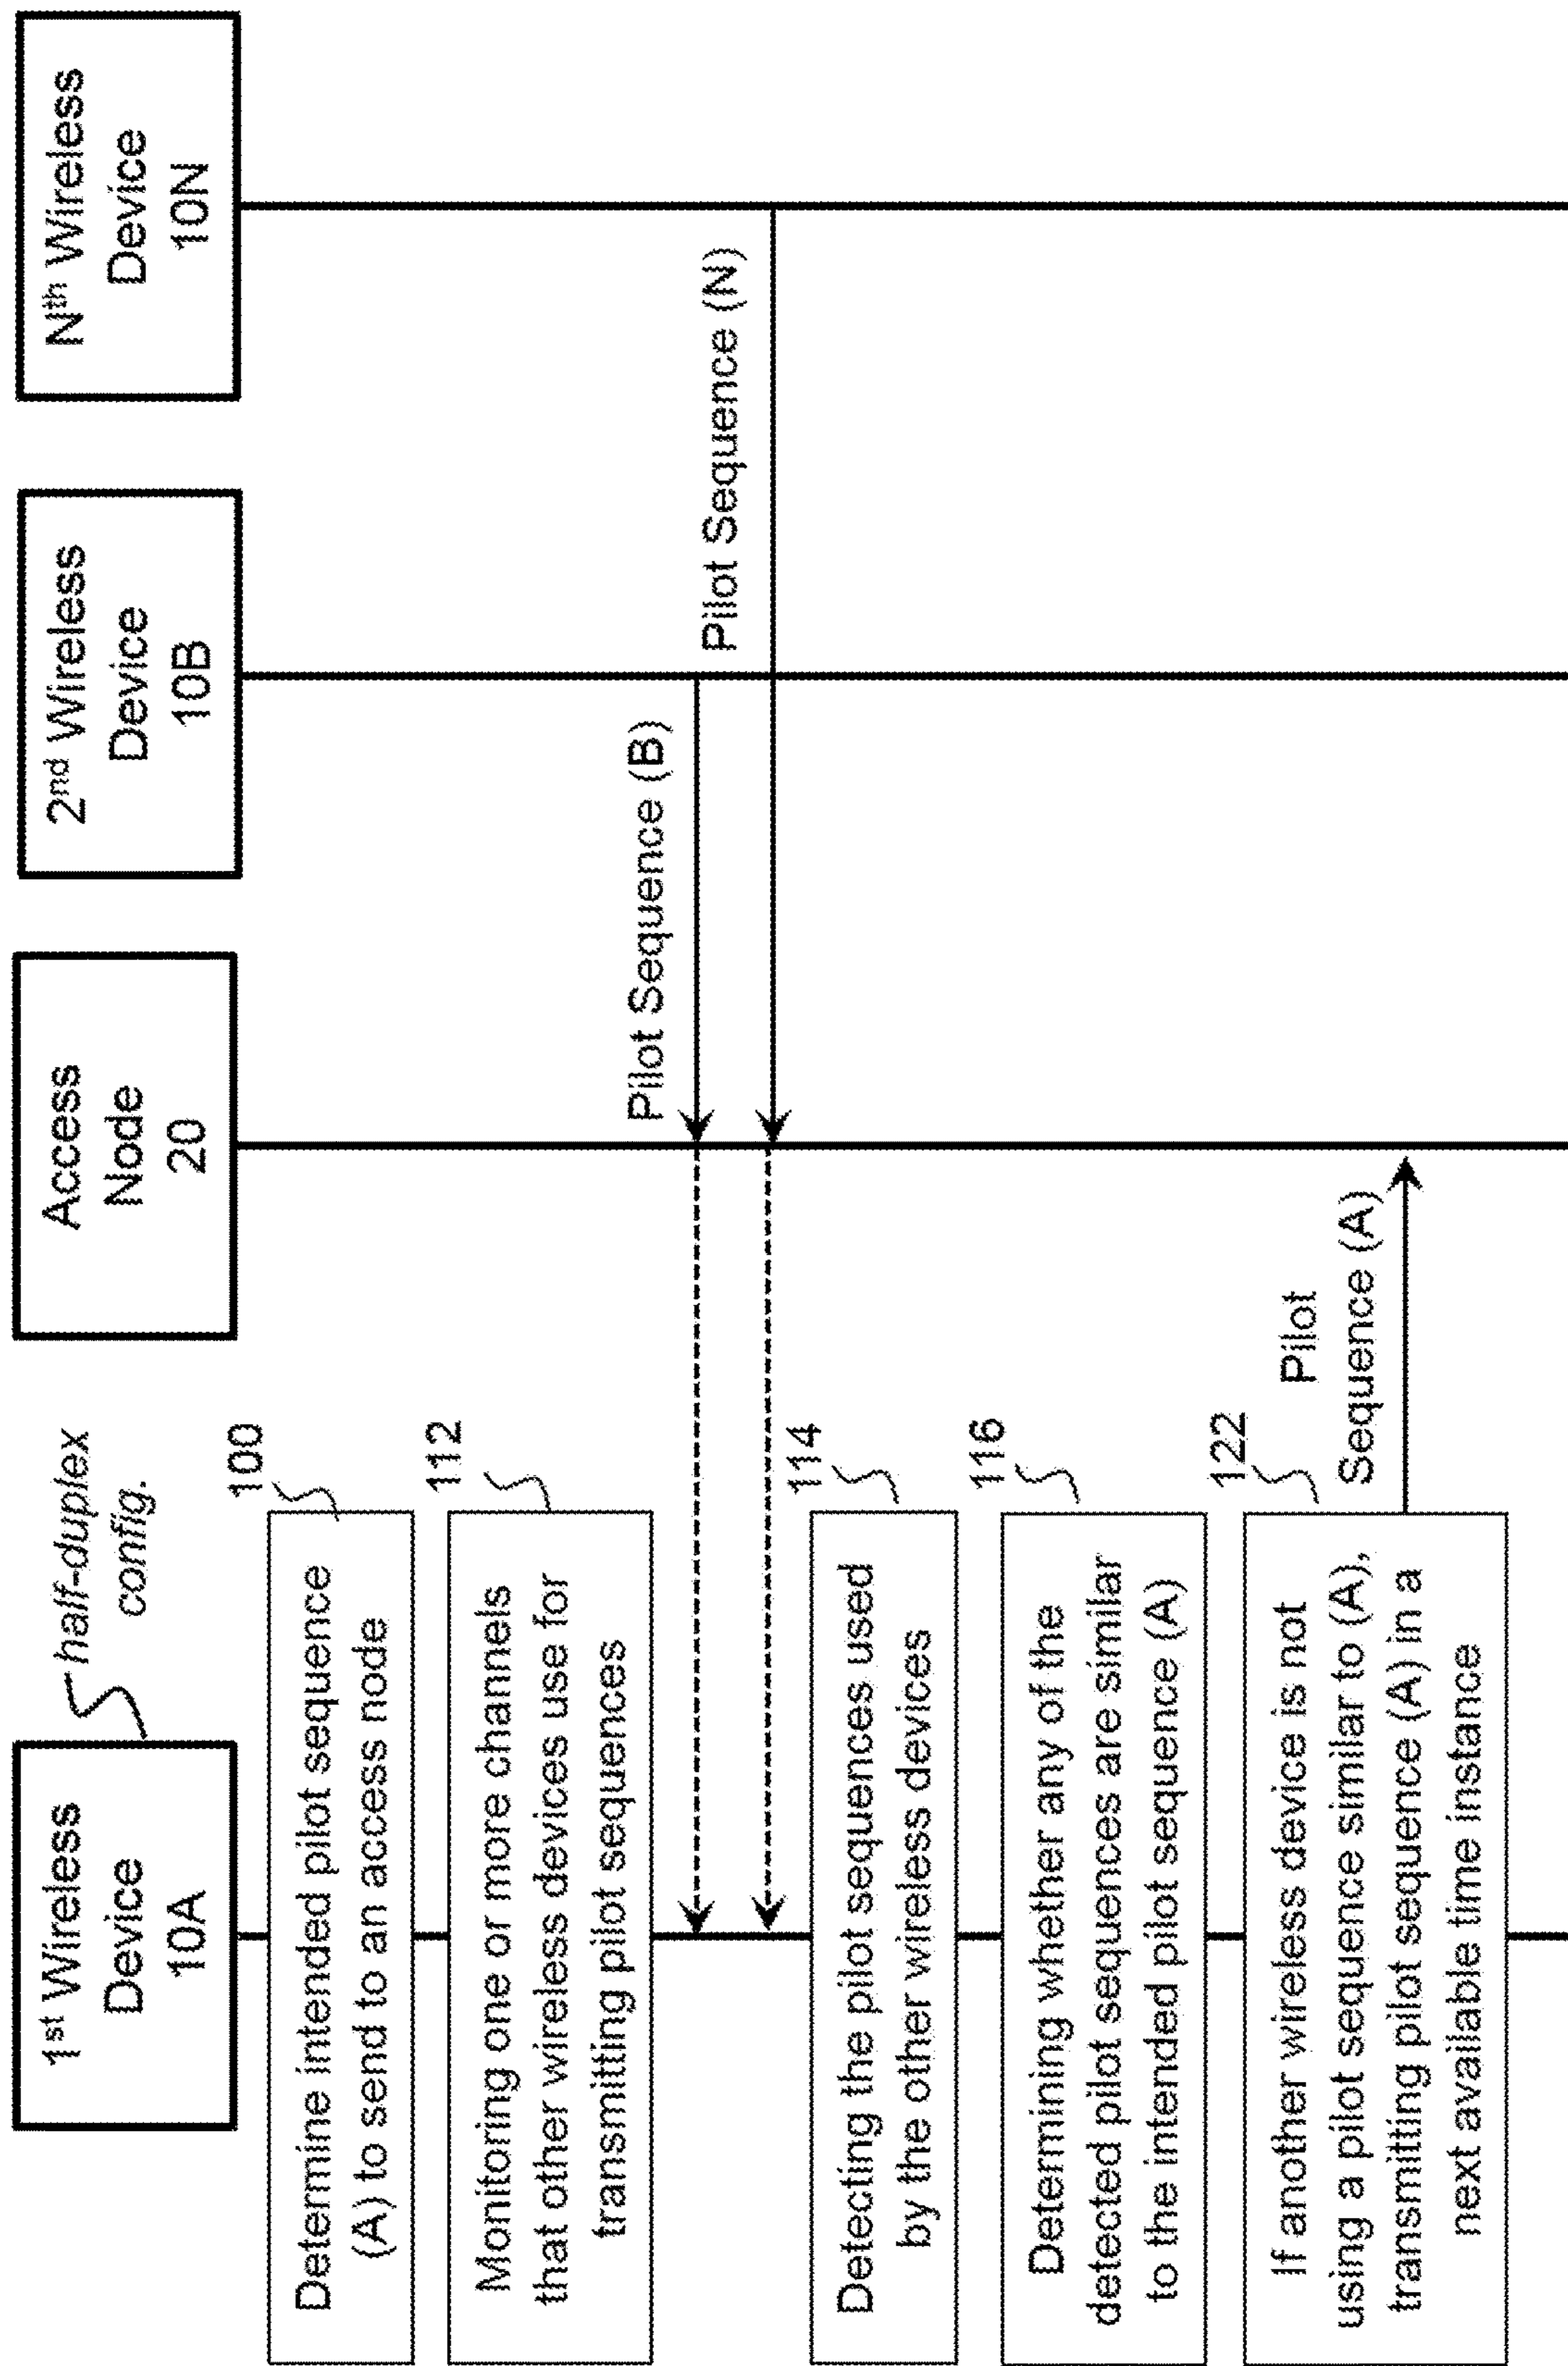 1st Wireless
Device
10A
half-duplex
config.
Access
Node
20
2nd Wireless
Device
10B
Nth Wireless
Device
10N
100
Determine intended pilot sequence
(A) to send to an access node
112
Monitoring one or more channels
that other wireless devices use for
transmitting pilot sequences
Pilot Sequence (B)
Pilot Sequence (N)
114
Detecting the pilot sequences used
by the other wireless devices
116
Determining whether any of the
detected pilot sequences are similar
to the intended pilot sequence (A)
122
If another wireless device is not
using a pilot sequence similar to (A),
transmitting pilot sequence (A) in a
next available time instance
Pilot
Sequence (A)